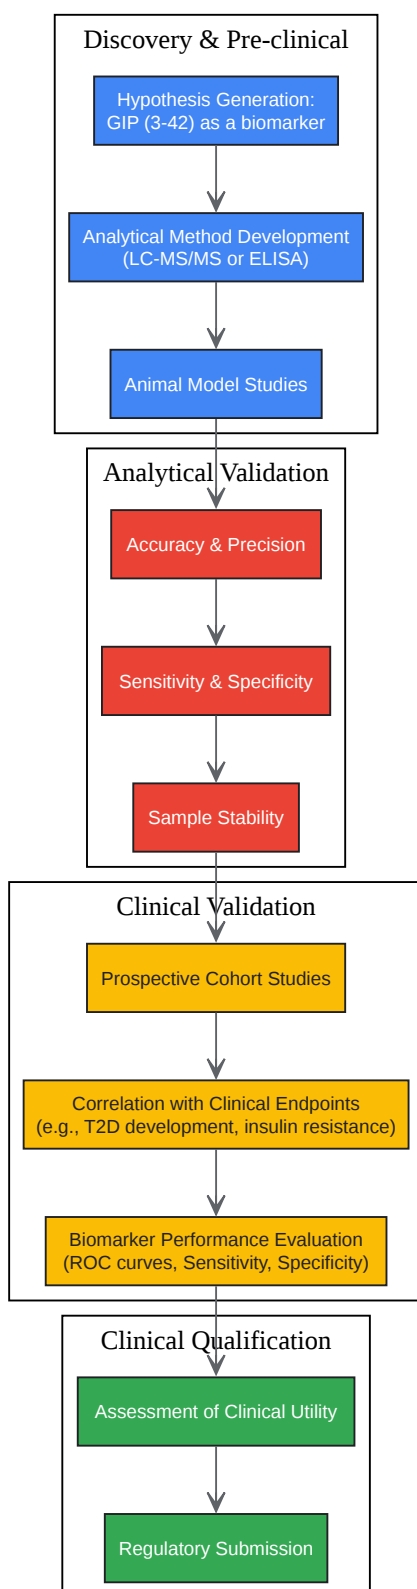 Discovery & Pre-clinical
Hypothesis Generation:
GIP (3-42) as a biomarker
Analytical Method Development
(LC-MS/MS or ELISA)
Animal Model Studies
Analytical Validation
Accuracy & Precision
Sensitivity & Specificity
Sample Stability
Clinical Validation
Prospective Cohort Studies
Correlation with Clinical Endpoints
(e.g., T2D development, insulin resistance)
Biomarker Performance Evaluation
(ROC curves, Sensitivity, Specificity)
Clinical Qualification
Assessment of Clinical Utility
Regulatory Submission